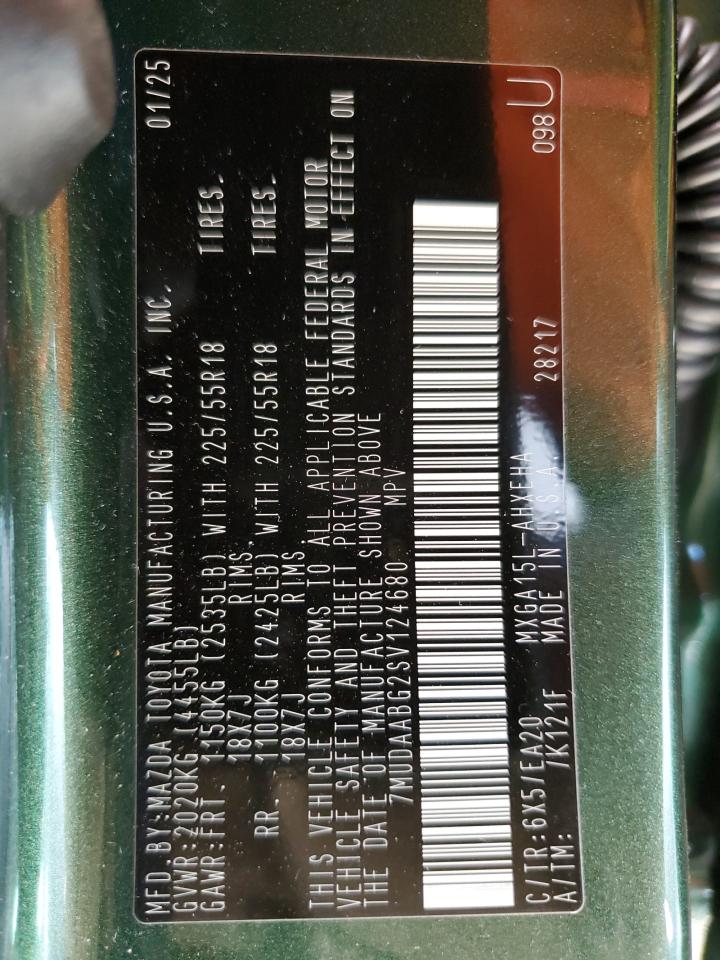 MFD.BY:MAZDA TOYOTA MANUFACTURING U.S.A. INC. 01/25
GVWR:2020KG (4455LB)
GAWR:FRT. 1150KG (2535LB) WITH 225/55R18 TIRES.
18X7J RIMS.
RR. 1100KG (2425LB) WITH 225/55R18 TIRES.
18X7J RIMS.
THIS VEHICLE CONFORMS TO ALL APPLICABLE FEDERAL MOTOR
VEHICLE SAFETY AND THEFT PREVENTION STANDARDS IN EFFECT ON
THE DATE OF MANUFACTURE SHOWN ABOVE
7MUDAABG2SV124680 MPV
C/TR:6X5/EA20 MXGA15L-AHXEHA 098U
A/TM: /K121F MADE IN U.S.A. 28217